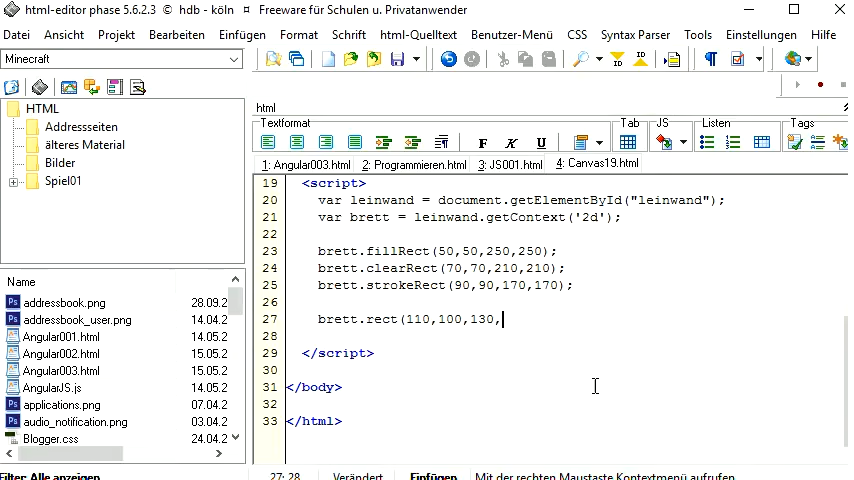 html-editor phase 5.6.2.3 © hdb - köln ¤ Freeware für Schulen u. Privatanwender
Datei Ansicht Projekt Bearbeiten Einfügen Format Schrift html-Quelltext Benutzer-Menü CSS Syntax Parser Tools Einstellungen Hilfe
Minecraft
html
HTML
Addressseiten
älteres Material
Bilder
Spiel01
Textformat Tab JS Listen Tags
F K U
1: Angular003.html 2: Programmieren.html 3: JS001.html 4: Canvas19.html
19 <script>
20 var leinwand = document.getElementById("leinwand");
21 var brett = leinwand.getContext('2d');
22
23 brett.fillRect(50,50,250,250);
24 brett.clearRect(70,70,210,210);
25 brett.strokeRect(90,90,170,170);
26
27 brett.rect(110,100,130,
28
29 </script>
30
31 </body>
32
33 </html>
Name
addressbook.png 28.09.2
addressbook_user.png 14.04.2
Angular001.html 14.05.2
Angular002.html 15.05.2
Angular003.html 15.05.2
AngularJS.js 14.05.2
applications.png 07.04.2
audio_notification.png 03.04.2
Blogger.css 24.04.2
Filter: Alle anzeigen 27: 28 Verändert Einfügen Mit der rechten Maustaste Kontextmenü aufrufen